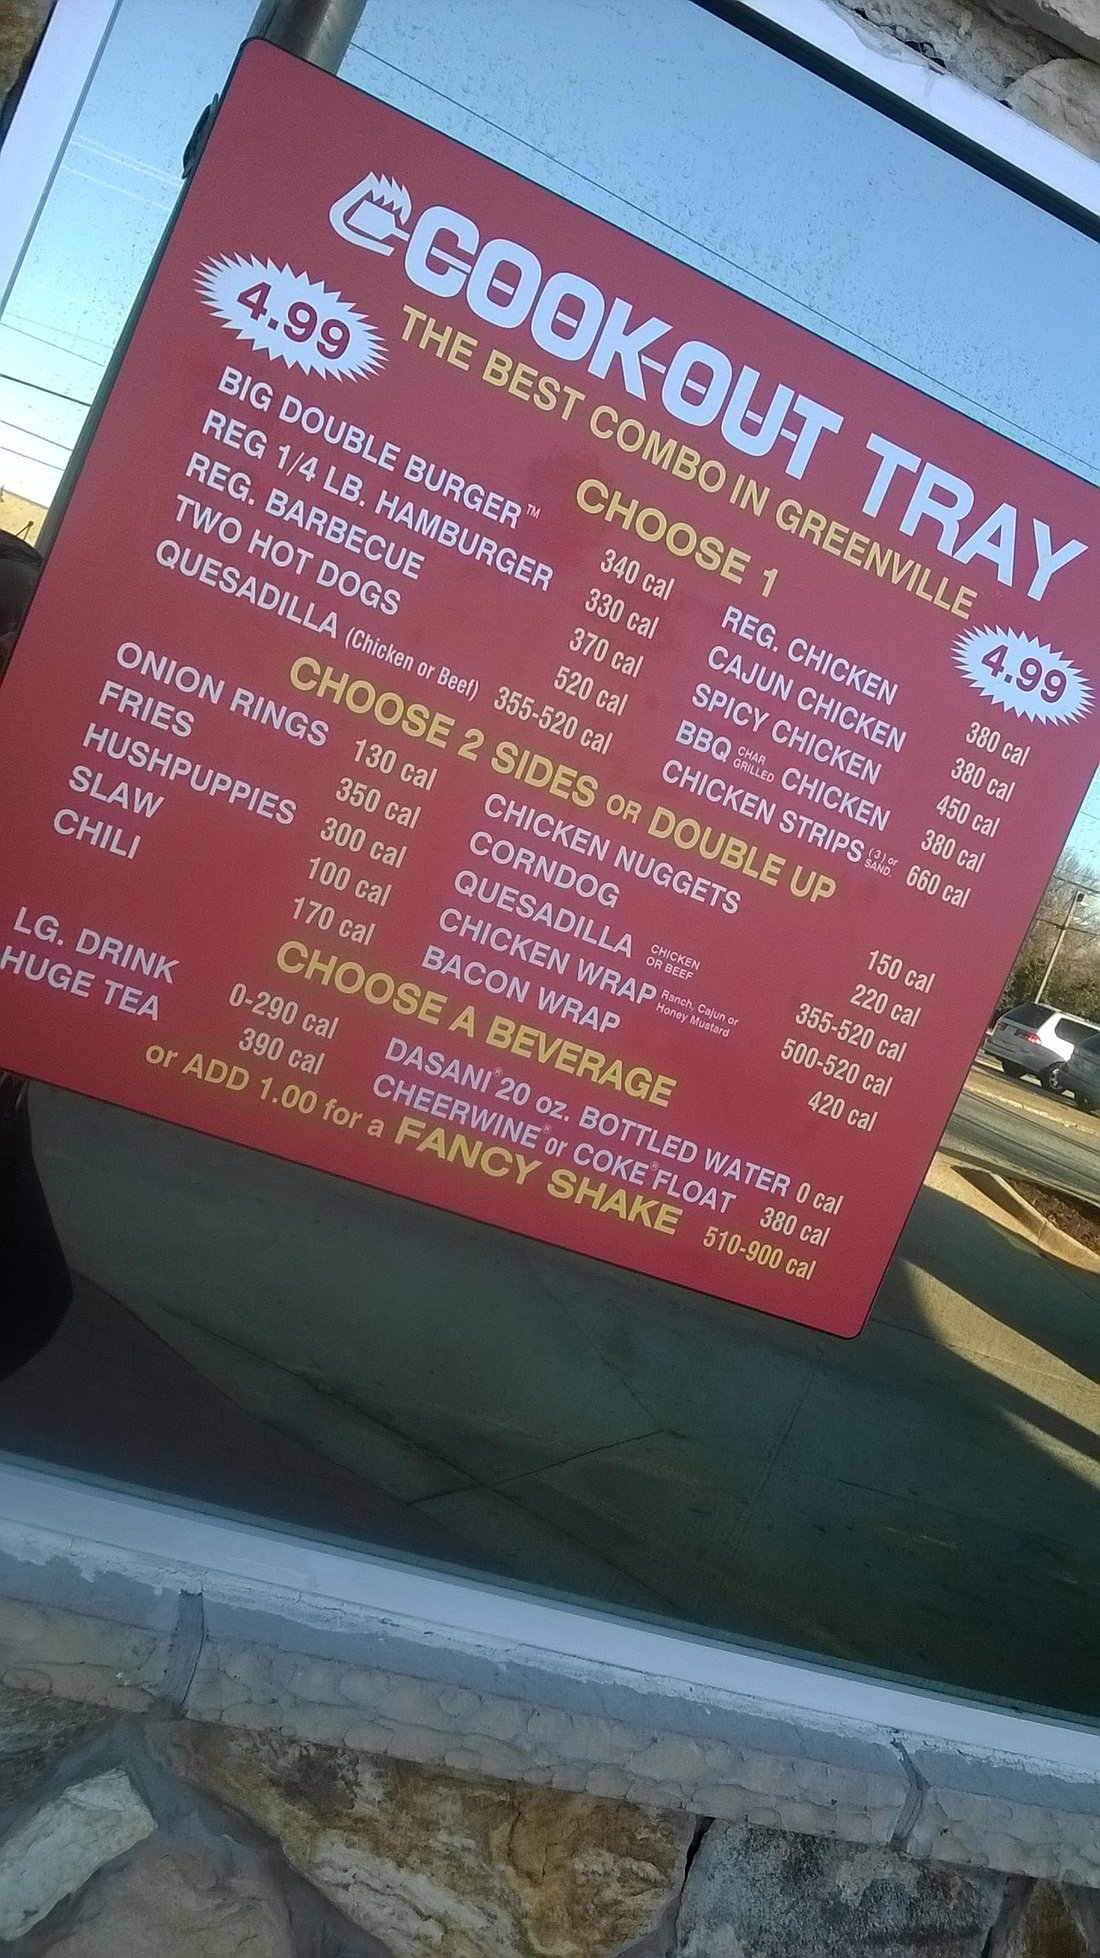 COOK-OUT TRAY
4.99 THE BEST COMBO IN GREENVILLE 4.99
CHOOSE 1
BIG DOUBLE BURGER™ 340 cal
REG 1/4 LB. HAMBURGER 330 cal
REG. BARBECUE 370 cal
TWO HOT DOGS 520 cal
QUESADILLA (Chicken or Beef) 355-520 cal
REG. CHICKEN 380 cal
CAJUN CHICKEN 380 cal
SPICY CHICKEN 450 cal
BBQ CHAR GRILLED CHICKEN 380 cal
CHICKEN STRIPS (3) or SAND. 660 cal
CHOOSE 2 SIDES OR DOUBLE UP
ONION RINGS 130 cal
FRIES 350 cal
HUSHPUPPIES 300 cal
SLAW 100 cal
CHILI 170 cal
CHICKEN NUGGETS 150 cal
CORNDOG 220 cal
QUESADILLA CHICKEN OR BEEF 355-520 cal
CHICKEN WRAP Ranch, Cajun or Honey Mustard 500-520 cal
BACON WRAP 420 cal
CHOOSE A BEVERAGE
LG. DRINK 0-290 cal
HUGE TEA 390 cal
DASANI® 20 oz. BOTTLED WATER 0 cal
CHEERWINE® or COKE® FLOAT 380 cal
or ADD 1.00 for a FANCY SHAKE 510-900 cal